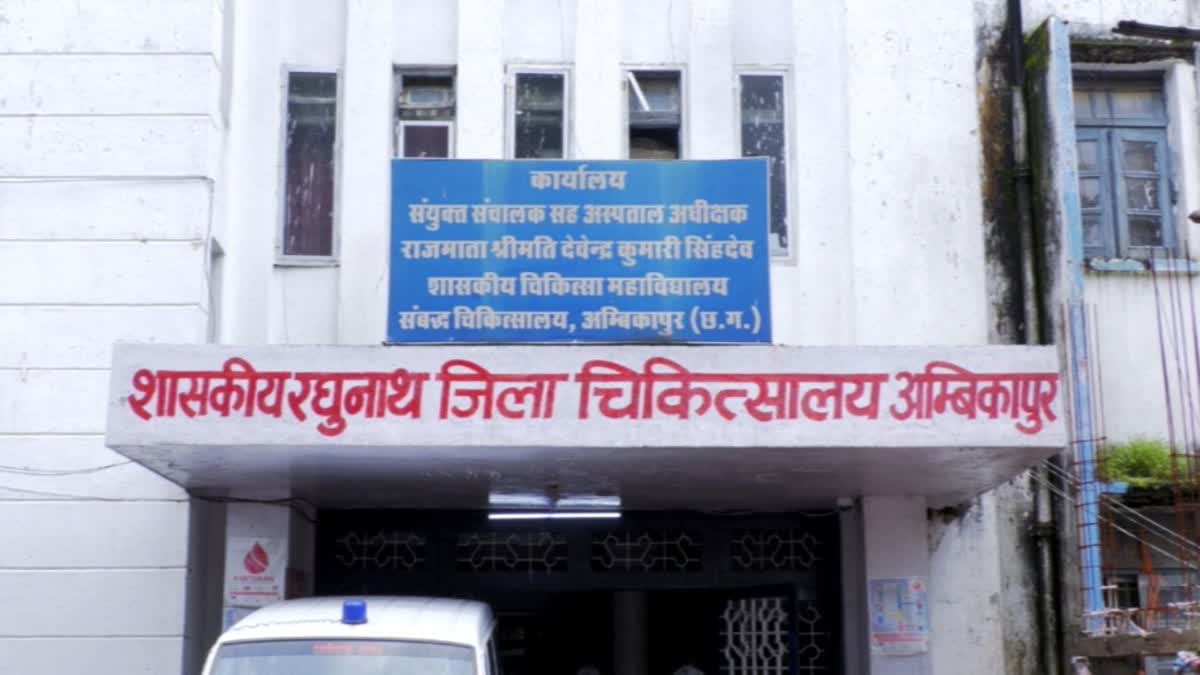 कार्यालय
संयुक्त संचालक सह अस्पताल अधीक्षक
राजमाता श्रीमति देवेन्द्र कुमारी सिंहदेव
शासकीय चिकित्सा महाविघालय
संबद्ध चिकित्सालय, अम्बिकापुर (छ.ग.)
शासकीय रघुनाथ जिला चिकित्सालय अम्बिकापुर